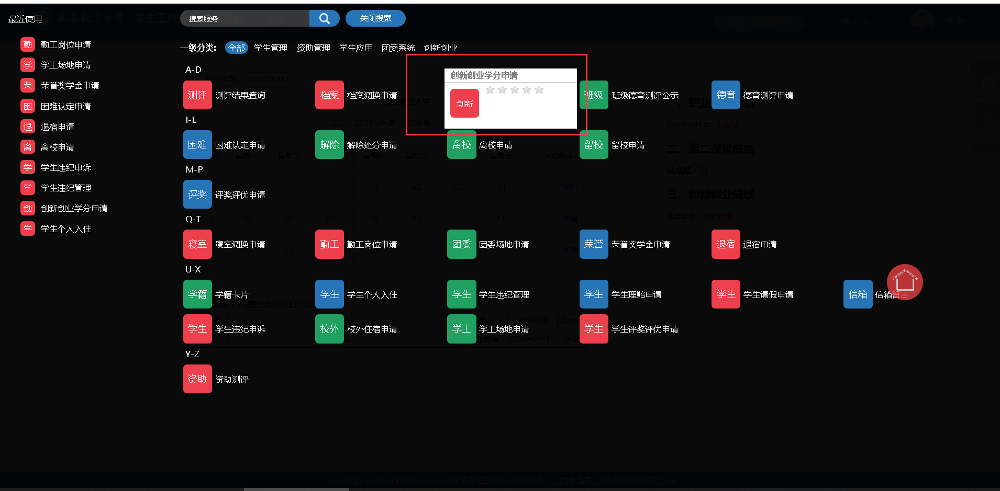 最近使用
搜索服务
关闭搜索
勤 勤工岗位申请
学 学工场地申请
荣 荣誉奖学金申请
困 困难认定申请
退 退宿申请
离 离校申请
学 学生违纪申诉
学 学生违纪管理
创 创新创业学分申请
学 学生个人入住
一级分类: 全部 学生管理 资助管理 学生应用 团委系统 创新创业
A-D
测评 测评结果查询
档案 档案调换申请
创新创业学分申请
创新
班级 班级德育测评公示
德育 德育测评申请
I-L
困难 困难认定申请
解除 解除处分申请
离校 离校申请
留校 留校申请
M-P
评奖 评奖评优申请
Q-T
寝室 寝室调换申请
勤工 勤工岗位申请
团委 团委场地申请
荣誉 荣誉奖学金申请
退宿 退宿申请
U-X
学籍 学籍卡片
学生 学生个人入住
学生 学生违纪管理
学生 学生理赔申请
学生 学生请假申请
信箱 信箱留言
学生 学生违纪申诉
校外 校外住宿申请
学工 学工场地申请
学生 学生评奖评优申请
Y-Z
资助 资助测评